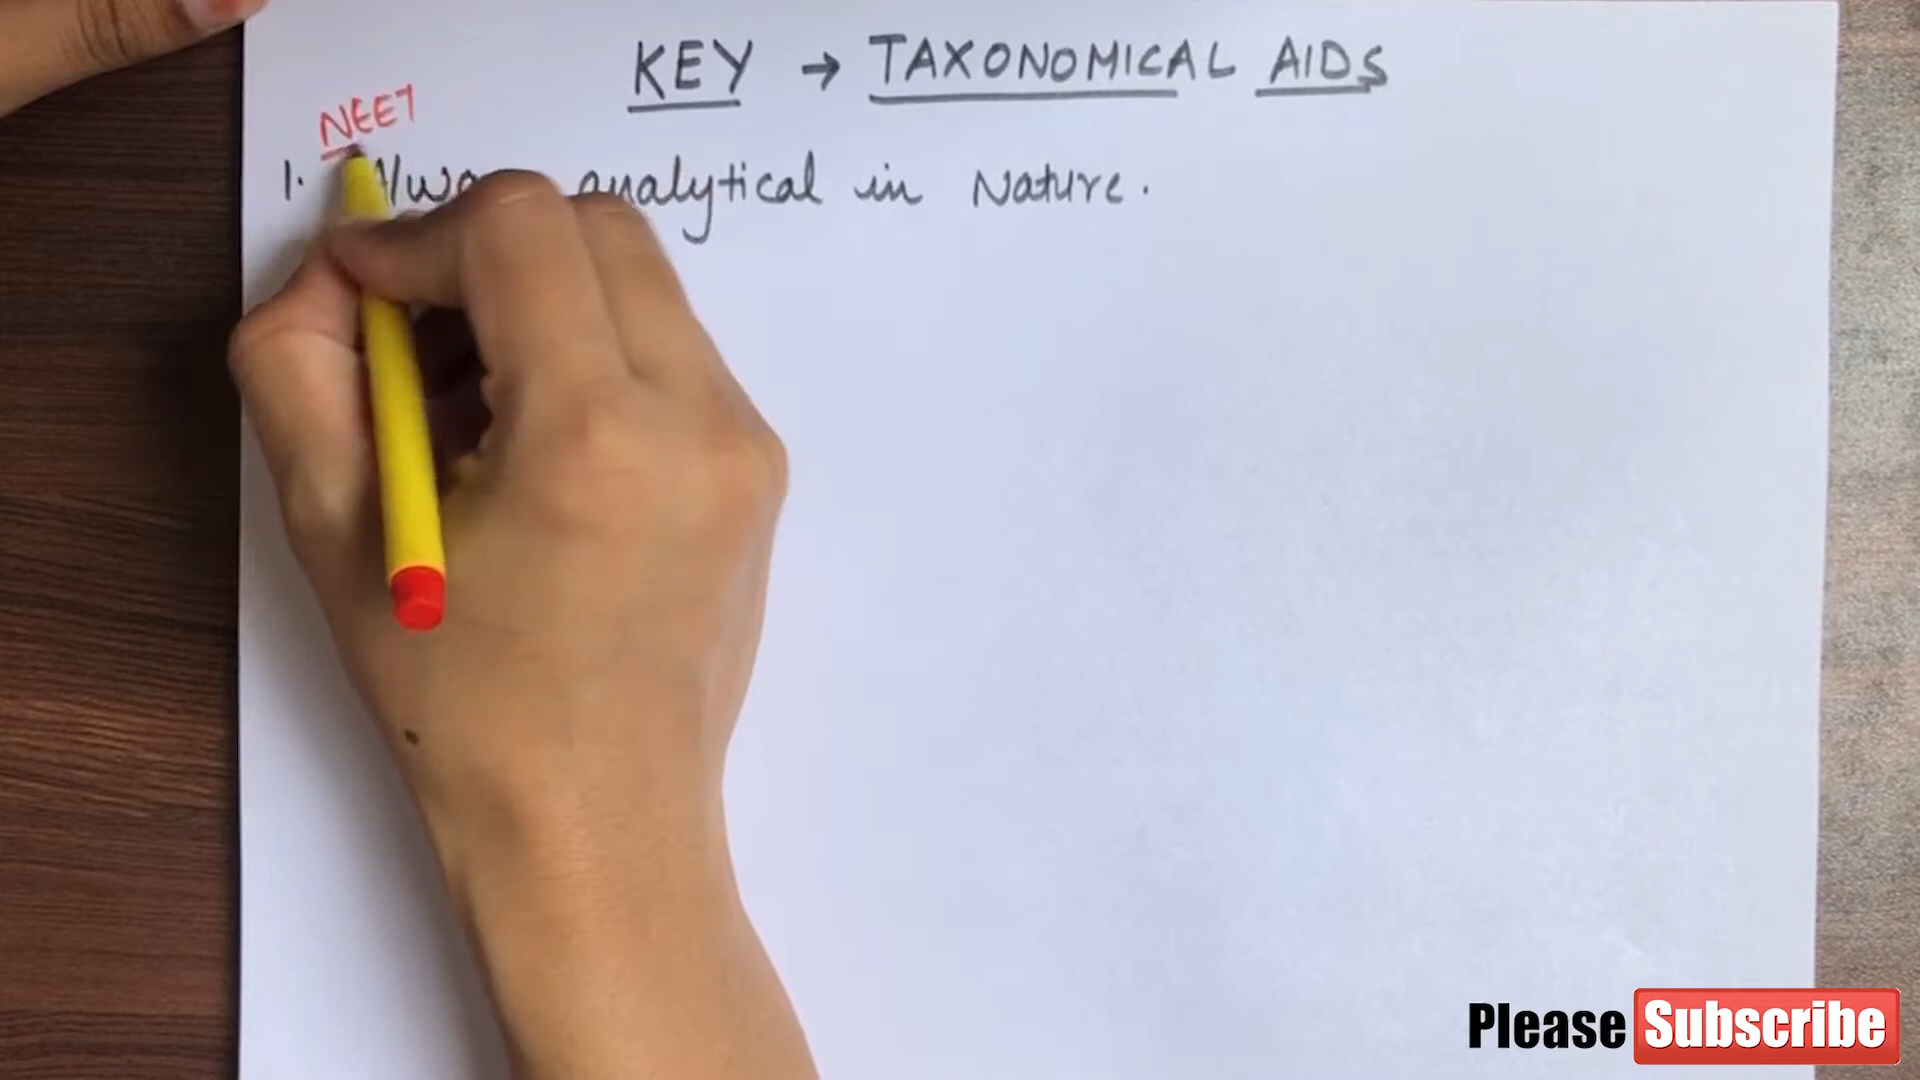 KEY → TAXONOMICAL AIDS
NEET
1. analytical in Nature.
Please Subscribe